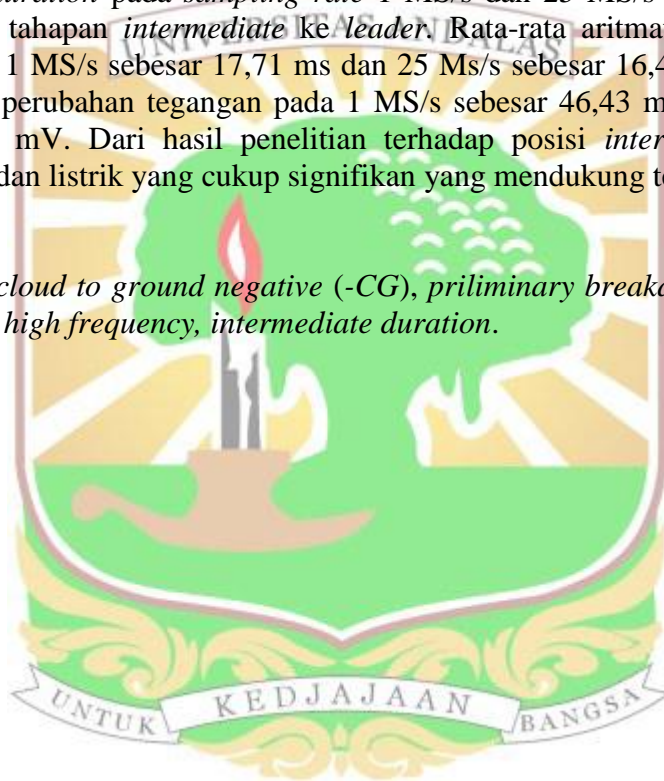 duration pada sampling rate 1 MS/s dan 25 MS/s
tahapan intermediate ke leader. Rata-rata aritma
1 MS/s sebesar 17,71 ms dan 25 Ms/s sebesar 16,4
perubahan tegangan pada 1 MS/s sebesar 46,43 m
mV. Dari hasil penelitian terhadap posisi inter
dan listrik yang cukup signifikan yang mendukung te
cloud to ground negative (-CG), priliminary breakd
high frequency, intermediate duration.
UNIVERSITAS ANDALAS
UNTUK KEDJAJAAN BANGSA